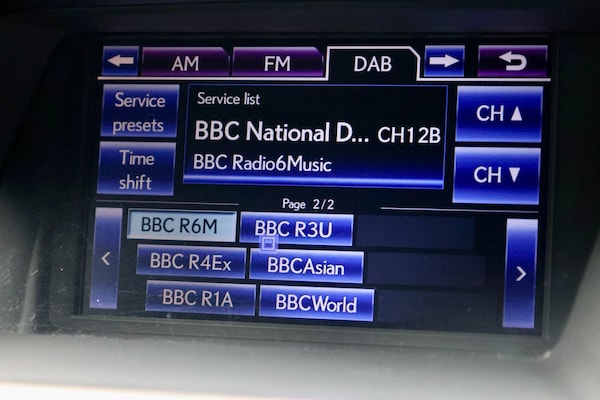 AM FM DAB
Service presets
Service list
BBC National D... CH12B
BBC Radio6Music
CH ▲
Time shift
CH ▼
Page 2/2
BBC R6M BBC R3U
BBC R4Ex BBCAsian
BBC R1A BBCWorld